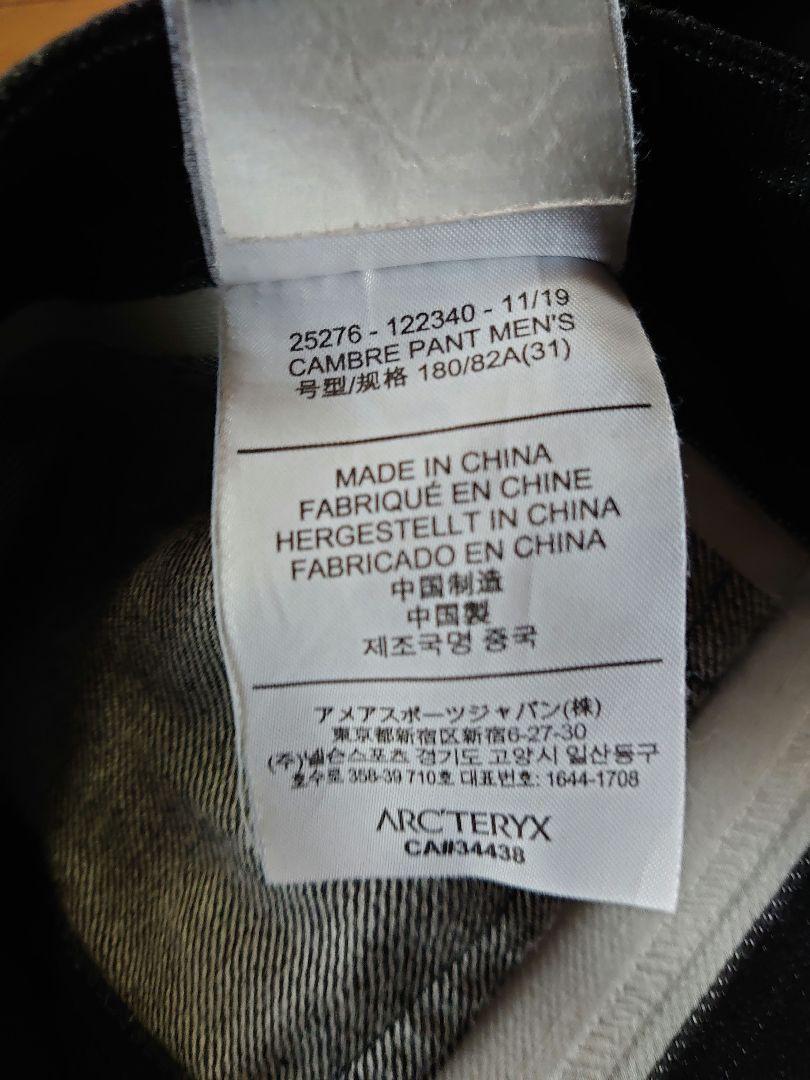 25276 - 122340 - 11/19
CAMBRE PANT MEN'S
号型/规格 180/82A(31)
MADE IN CHINA
FABRIQUÉ EN CHINE
HERGESTELLT IN CHINA
FABRICADO EN CHINA
中国制造
中国製
제조국명 중국
アメアスポーツジャパン(株)
東京都新宿区新宿6-27-30
(주)넬슨스포츠 경기도 고양시 일산동구
호수로 358-39 710호 대표번호: 1644-1708
ARC'TERYX
CA#34438